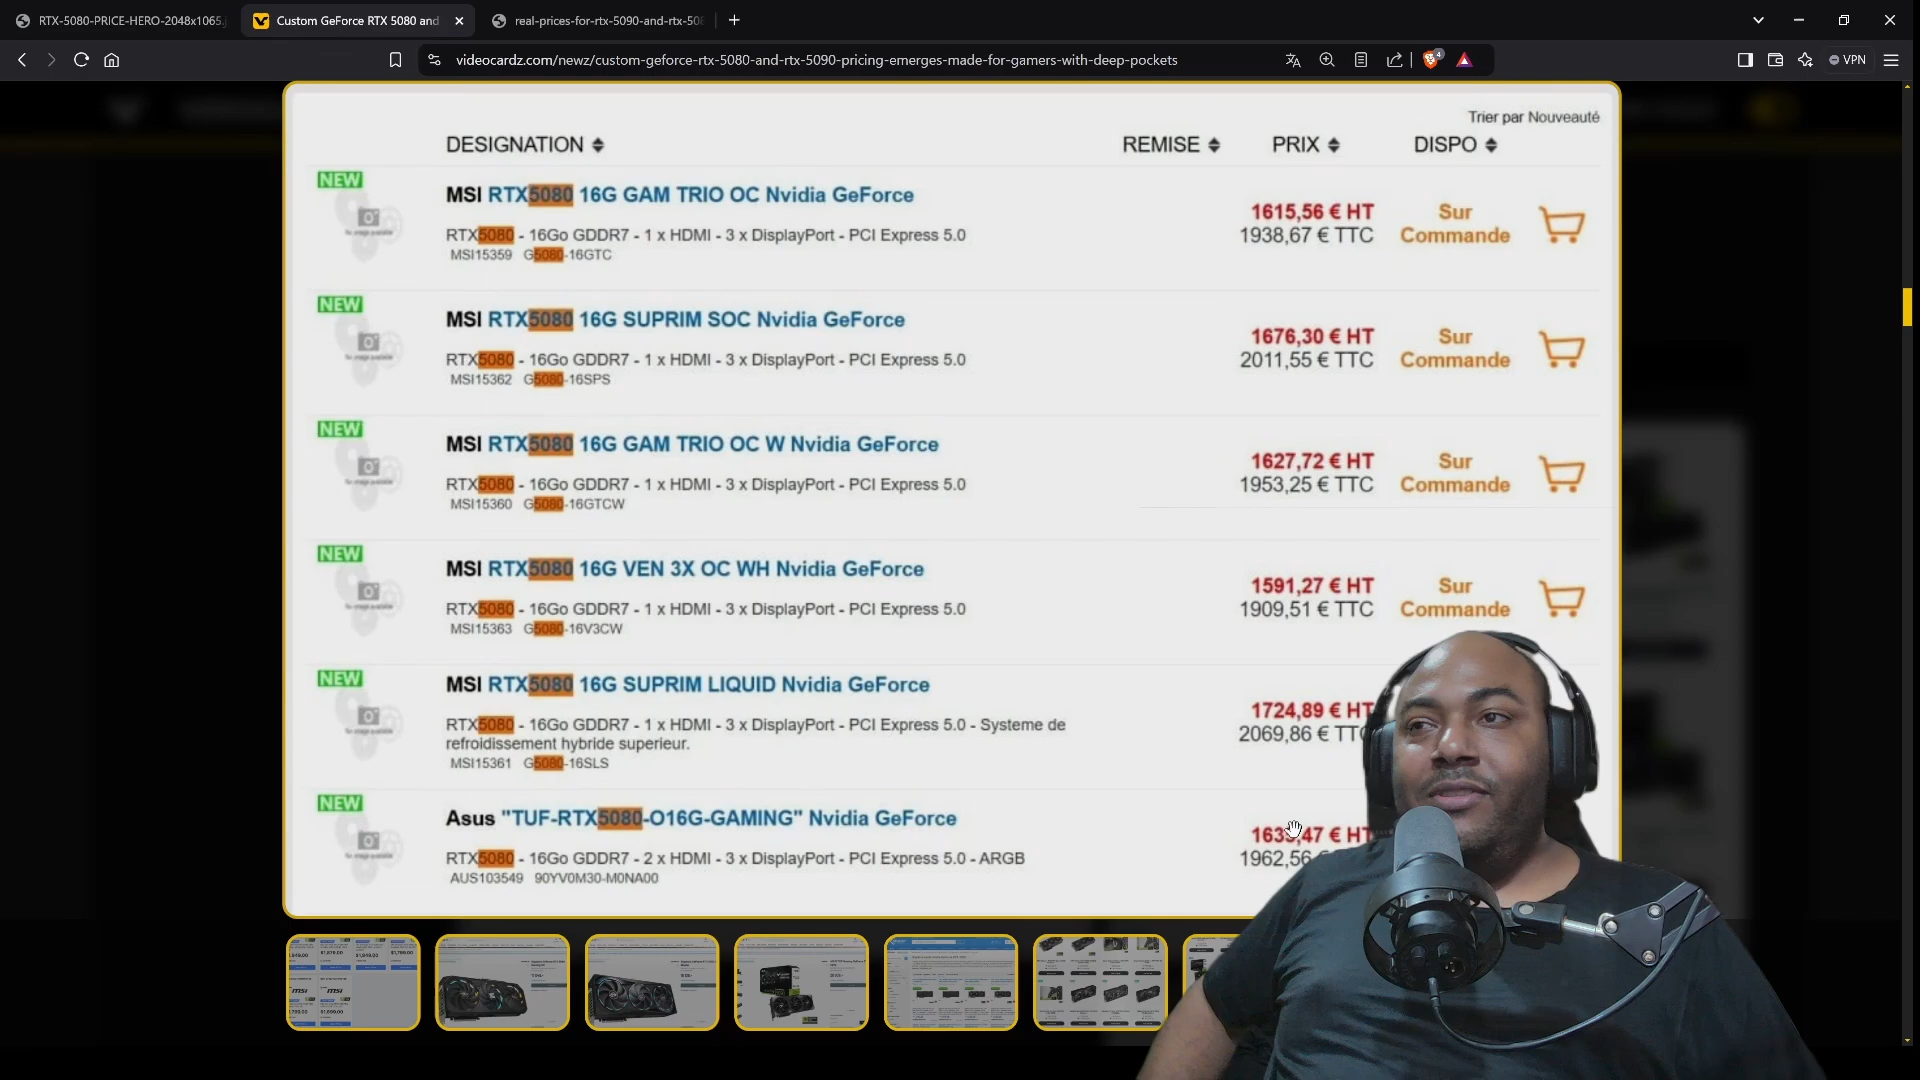 RTX-5080-PRICE-HERO-2048x1065.j
Custom GeForce RTX 5080 and
real-prices-for-rtx-5090-and-rtx-508
videocardz.com/newz/custom-geforce-rtx-5080-and-rtx-5090-pricing-emerges-made-for-gamers-with-deep-pockets
4
VPN
Trier par Nouveauté
DESIGNATION REMISE PRIX DISPO
NEW
MSI RTX5080 16G GAM TRIO OC Nvidia GeForce
RTX5080 - 16Go GDDR7 - 1 x HDMI - 3 x DisplayPort - PCI Express 5.0
MSI15359 G5080-16GTC
1615,56 € HT
1938,67 € TTC
Sur
Commande
NEW
MSI RTX5080 16G SUPRIM SOC Nvidia GeForce
RTX5080 - 16Go GDDR7 - 1 x HDMI - 3 x DisplayPort - PCI Express 5.0
MSI15362 G5080-16SPS
1676,30 € HT
2011,55 € TTC
Sur
Commande
NEW
MSI RTX5080 16G GAM TRIO OC W Nvidia GeForce
RTX5080 - 16Go GDDR7 - 1 x HDMI - 3 x DisplayPort - PCI Express 5.0
MSI15360 G5080-16GTCW
1627,72 € HT
1953,25 € TTC
Sur
Commande
NEW
MSI RTX5080 16G VEN 3X OC WH Nvidia GeForce
RTX5080 - 16Go GDDR7 - 1 x HDMI - 3 x DisplayPort - PCI Express 5.0
MSI15363 G5080-16V3CW
1591,27 € HT
1909,51 € TTC
Sur
Commande
NEW
MSI RTX5080 16G SUPRIM LIQUID Nvidia GeForce
RTX5080 - 16Go GDDR7 - 1 x HDMI - 3 x DisplayPort - PCI Express 5.0 - Systeme de
refroidissement hybride superieur.
MSI15361 G5080-16SLS
1724,89 € HT
2069,86 € TTC
NEW
Asus "TUF-RTX5080-O16G-GAMING" Nvidia GeForce
RTX5080 - 16Go GDDR7 - 2 x HDMI - 3 x DisplayPort - PCI Express 5.0 - ARGB
AUS103549 90YV0M30-M0NA00
€ HT
1962,56
msi